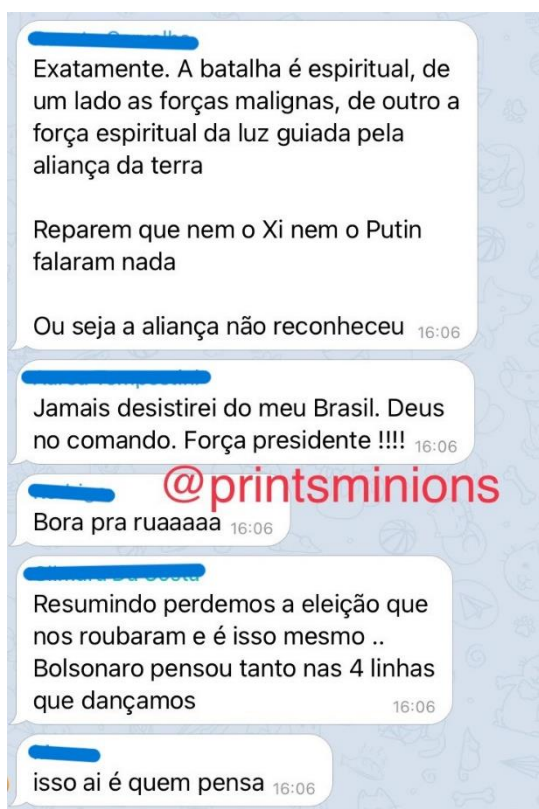 Exatamente. A batalha é espiritual, de
um lado as forças malignas, de outro a
força espiritual da luz guiada pela
aliança da terra
Reparem que nem o Xi nem o Putin
falaram nada
Ou seja a aliança não reconheceu 16:06
Jamais desistirei do meu Brasil. Deus
no comando. Força presidente !!!! 16:06
@printsminions
Bora pra ruaaaaa 16:06
Resumindo perdemos a eleição que
nos roubaram e é isso mesmo ..
Bolsonaro pensou tanto nas 4 linhas
que dançamos 16:06
isso ai é quem pensa 16:06